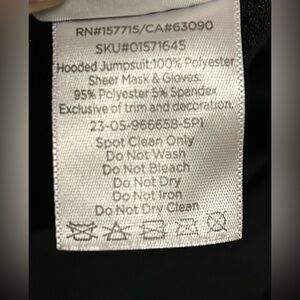 RN#157715/CA#63090
SKU#01571645
Hooded Jumpsuit:100% Polyester
Sheer Mask & Gloves:
95% Polyester 5% Spandex
Exclusive of trim and decoration.
23-05-966658-SP1
Spot Clean Only
Do Not Wash
Do Not Bleach
Do Not Dry
Do Not Iron
Do Not Dry Clean